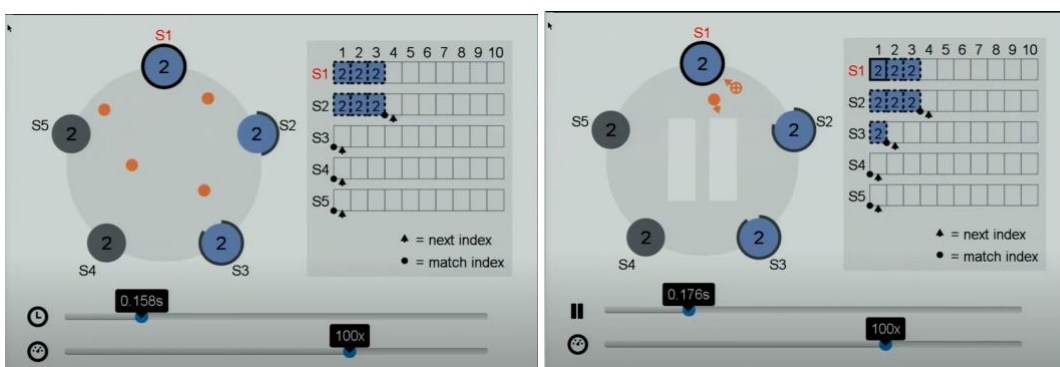 S1
2
S5 2
2 S2
2 S4
2 S3
1 2 3 4 5 6 7 8 9 10
S1 2 2 2
S2 2 2 2
S3
S4
S5
= next index
= match index
0.158s
100x
S1
2
S5 2
2 S2
2 S4
2 S3
1 2 3 4 5 6 7 8 9 10
S1 2 2 2
S2 2 2 2
S3 2
S4
S5
= next index
= match index
0.176s
100x